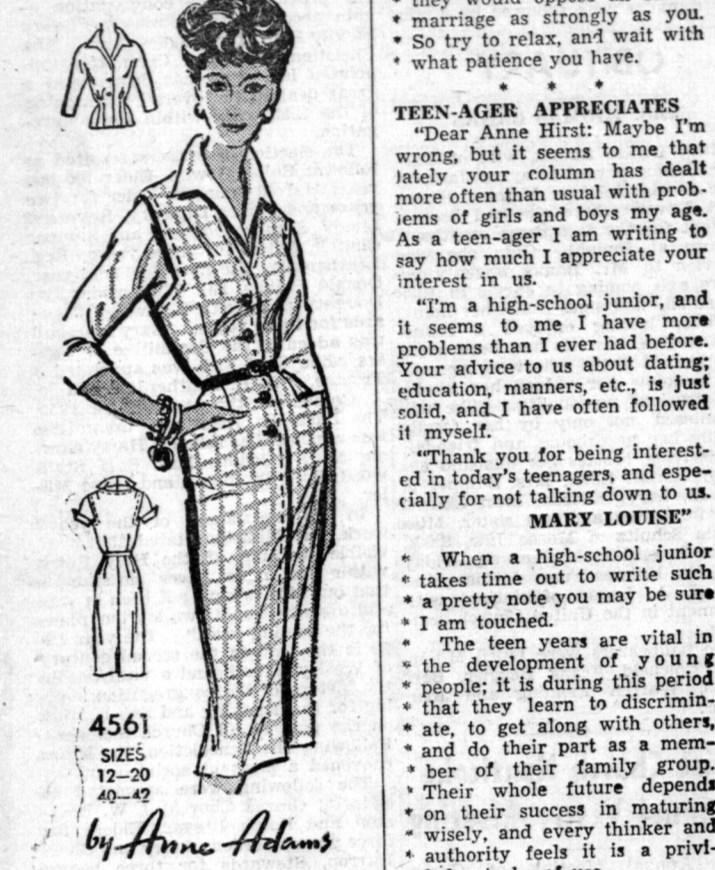 4561
SIZES
12—20
40—42
by Anne Adams
* marriage as strongly as you.
* So try to relax, and wait with
* what patience you have.
* * *
TEEN-AGER APPRECIATES
"Dear Anne Hirst: Maybe I'm
wrong, but it seems to me that
lately your column has dealt
more often than usual with prob-
lems of girls and boys my age.
As a teen-ager I am writing to
say how much I appreciate your
interest in us.
"I'm a high-school junior, and
it seems to me I have more
problems than I ever had before.
Your advice to us about dating;
education, manners, etc., is just
solid, and I have often followed
it myself.
"Thank you for being interest-
ed in today's teenagers, and espe-
cially for not talking down to us.
MARY LOUISE"
When a high-school junior
* takes time out to write such
* a pretty note you may be sure
* I am touched.
* The teen years are vital in
* the development of young
* people; it is during this period
* that they learn to discrimin-
* ate, to get along with others,
* and do their part as a mem-
* ber of their family group.
* Their whole future depends
* on their success in maturing
* wisely, and every thinker and
* authority feels it is a privi-